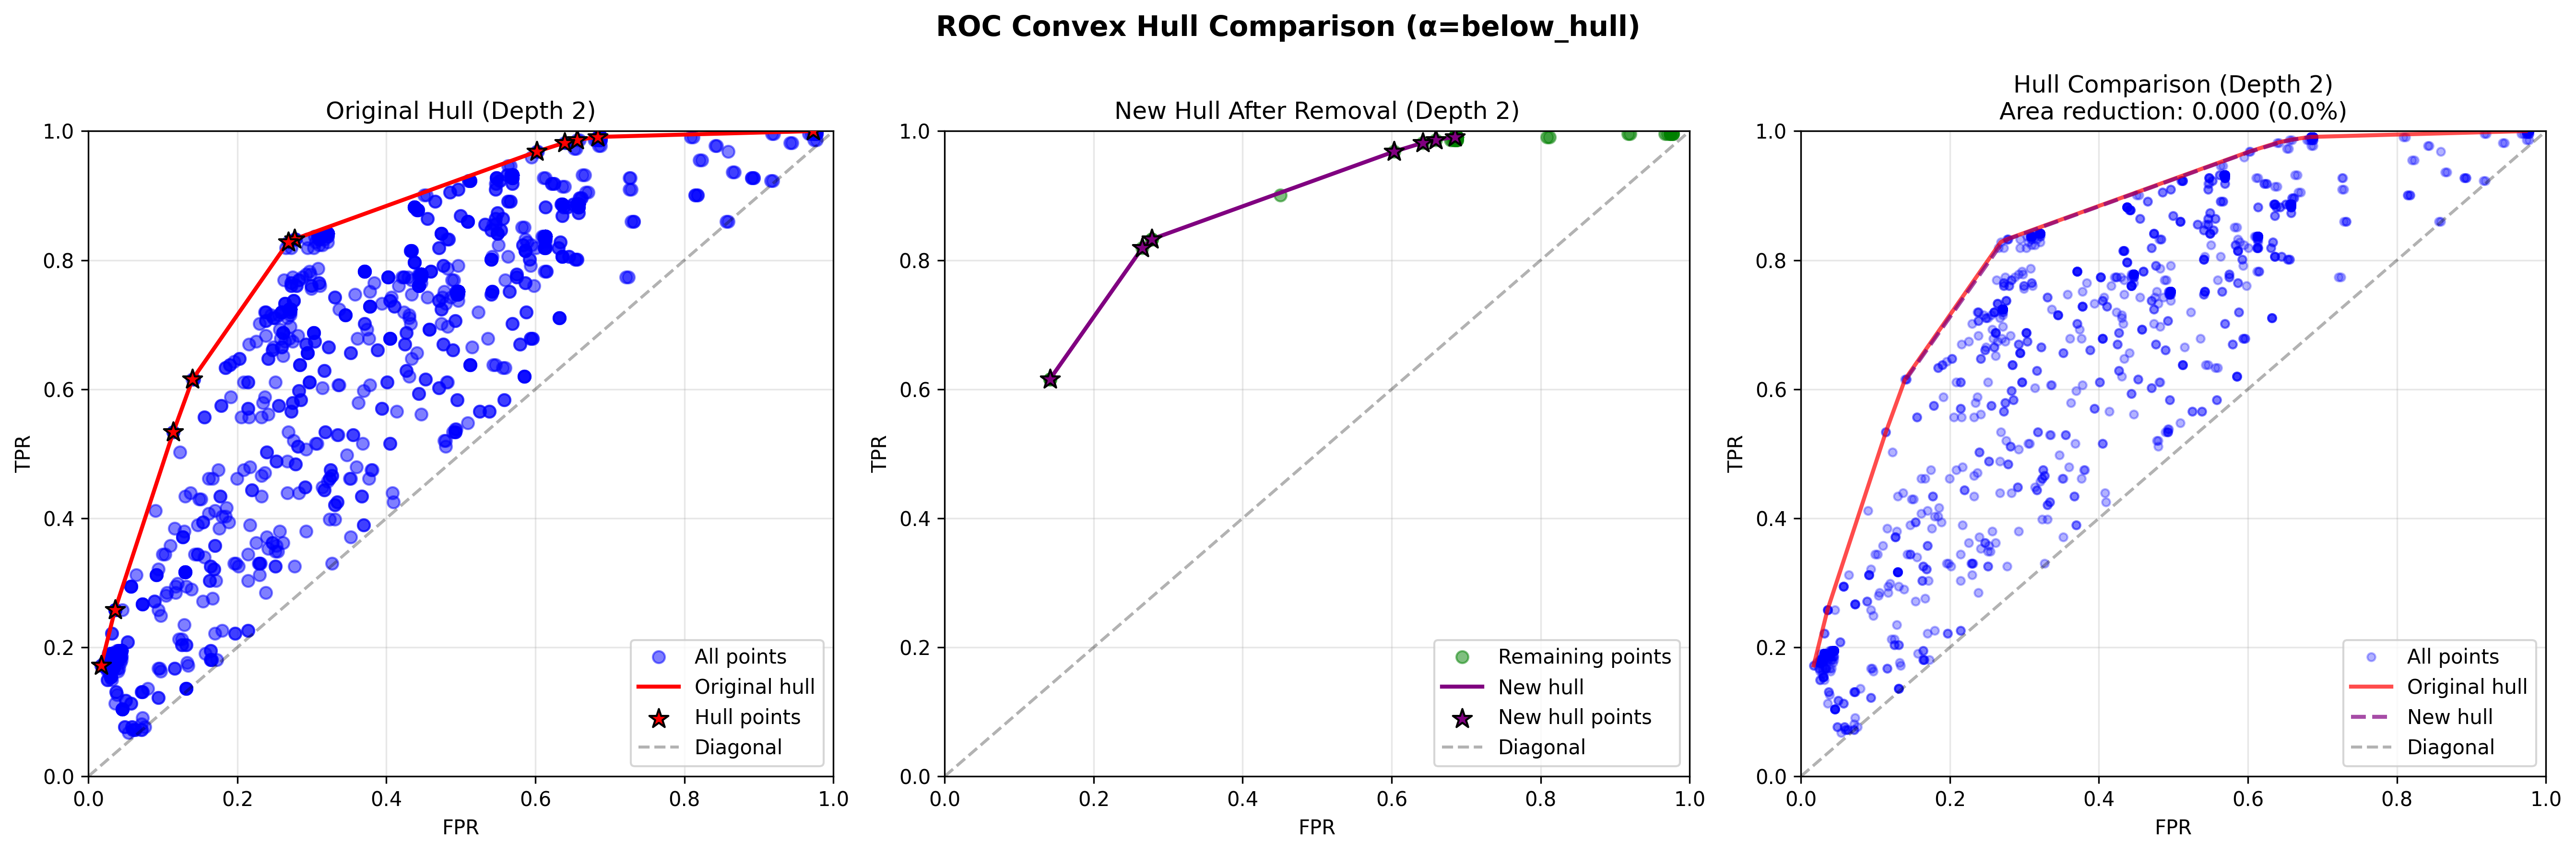 ROC Convex Hull Comparison (α=below_hull)
Original Hull (Depth 2)
TPR
1.0
0.8
0.6
0.4
0.2
0.0
0.0 0.2 0.4 0.6 0.8 1.0
FPR
All points
Original hull
Hull points
Diagonal
New Hull After Removal (Depth 2)
TPR
1.0
0.8
0.6
0.4
0.2
0.0
0.0 0.2 0.4 0.6 0.8 1.0
FPR
Remaining points
New hull
New hull points
Diagonal
Hull Comparison (Depth 2)
Area reduction: 0.000 (0.0%)
TPR
1.0
0.8
0.6
0.4
0.2
0.0
0.0 0.2 0.4 0.6 0.8 1.0
FPR
All points
Original hull
New hull
Diagonal